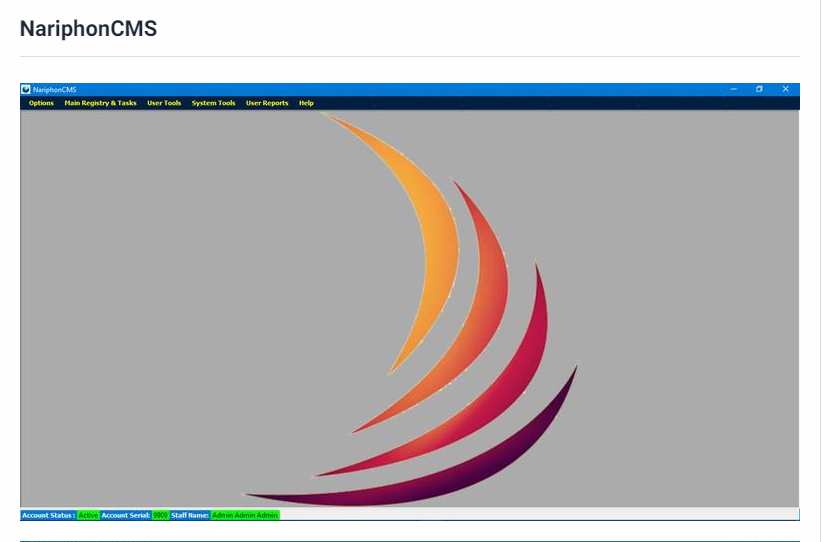 NariphonCMS
NariphonCMS
Options Main Registry & Tasks User Tools System Tools User Reports Help
Account Status : Active Account Serial: 9909 Staff Name: Admin Admin Admin